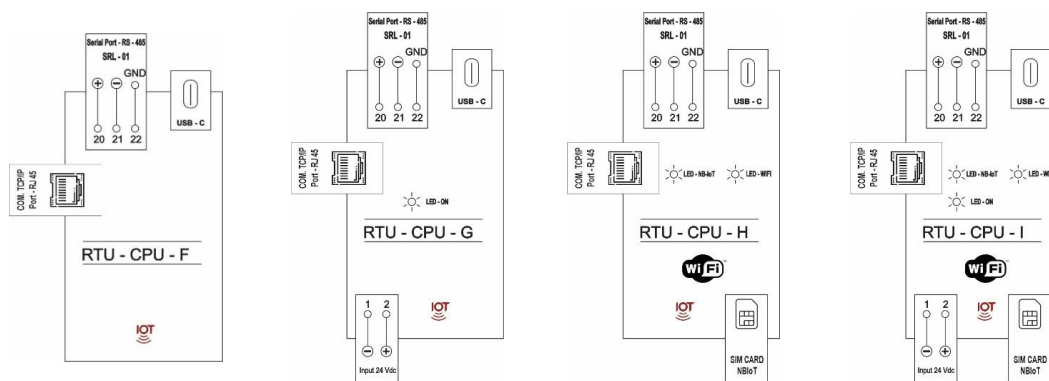 Serial Port - RS - 485
SRL - 01
GND
20 21 22
USB - C
COM. TCP/IP
Port - RJ 45
RTU - CPU - F
IOT
Serial Port - RS - 485
SRL - 01
GND
20 21 22
USB - C
COM. TCP/IP
Port - RJ 45
LED - ON
RTU - CPU - G
IOT
1 2
Input 24 Vdc
Serial Port - RS - 485
SRL - 01
GND
20 21 22
USB - C
COM. TCP/IP
Port - RJ 45
LED - NB-IoT
LED - WIFI
RTU - CPU - H
WiFi
IOT
SIM CARD
NBIoT
Serial Port - RS - 485
SRL - 01
GND
20 21 22
USB - C
COM. TCP/IP
Port - RJ 45
LED - NB-IoT
LED - WI
LED - ON
RTU - CPU - I
WiFi
IOT
1 2
Input 24 Vdc
SIM CARD
NBIoT